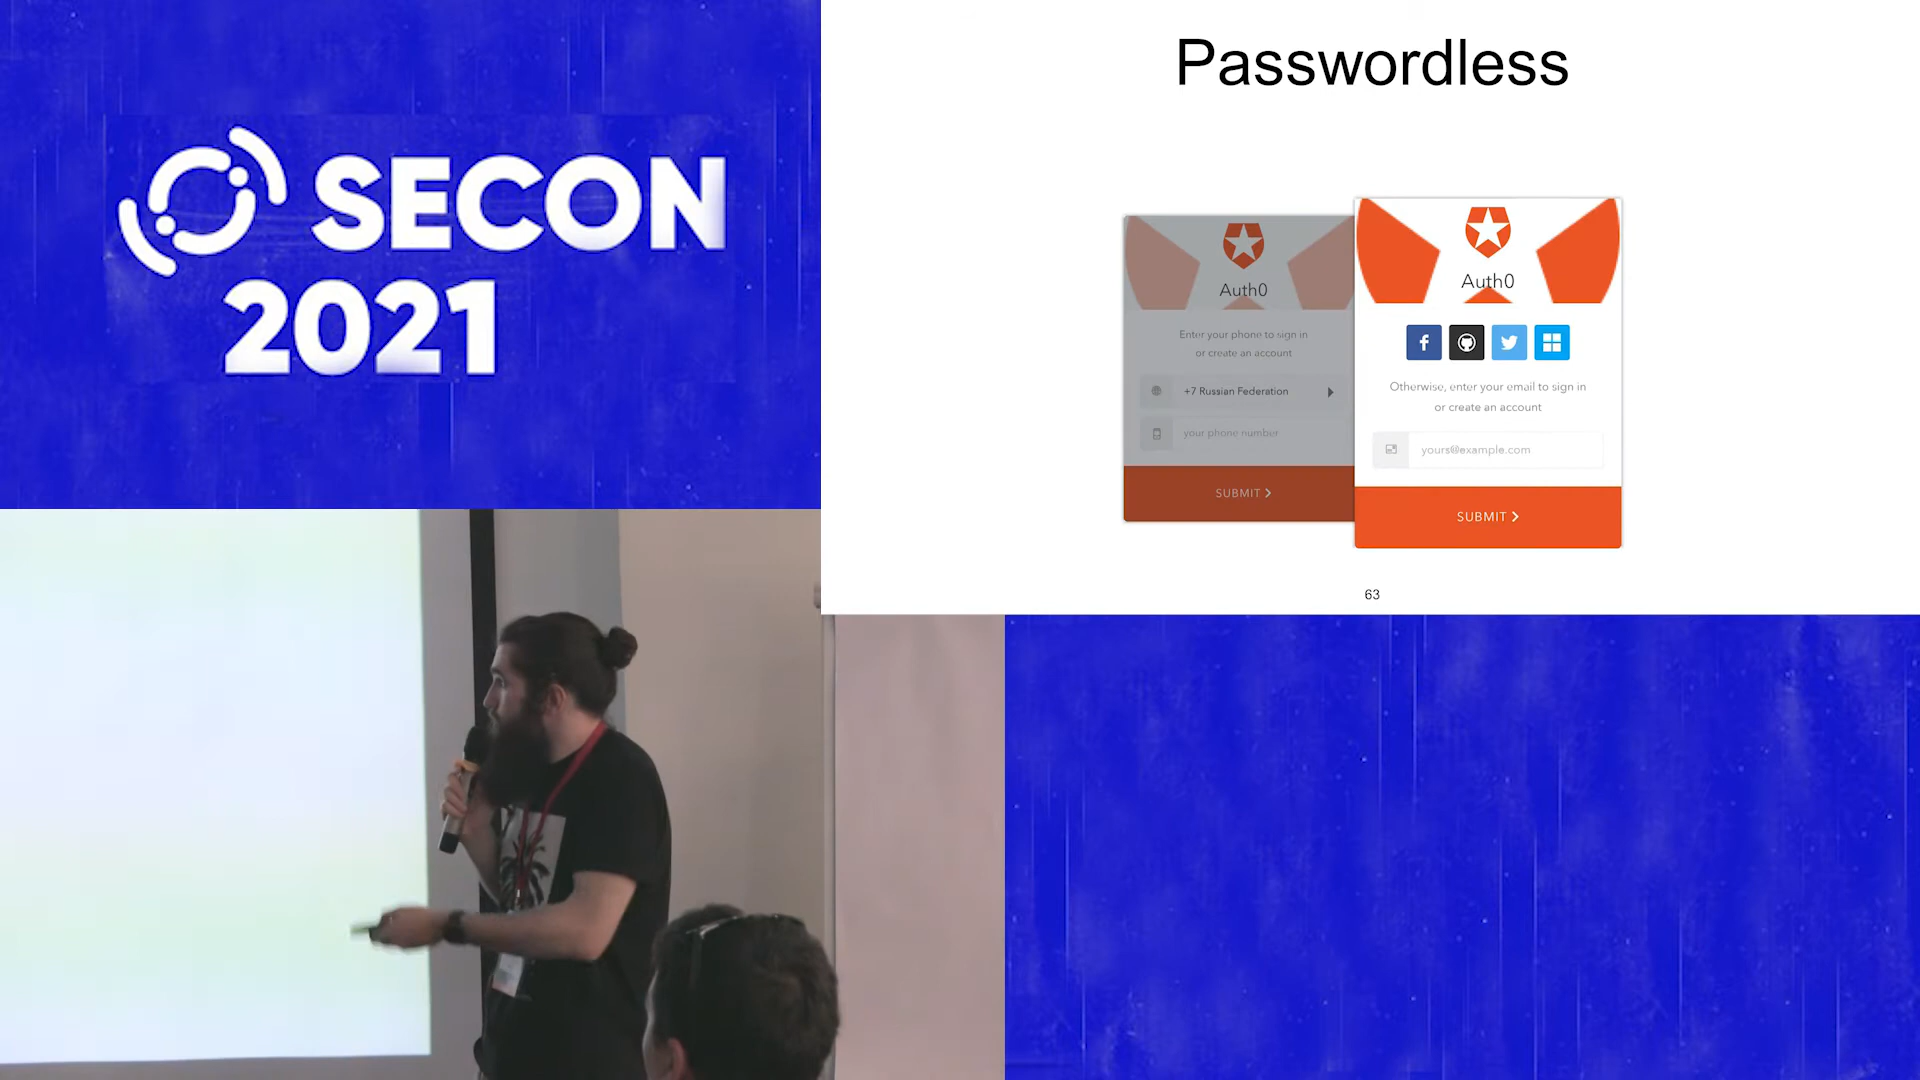 SECON
2021
Passwordless
Auth0
Enter your phone to sign in
or create an account
+7 Russian Federation
your phone number
SUBMIT
Auth0
Otherwise, enter your email to sign in
or create an account
yours@example.com
SUBMIT
63